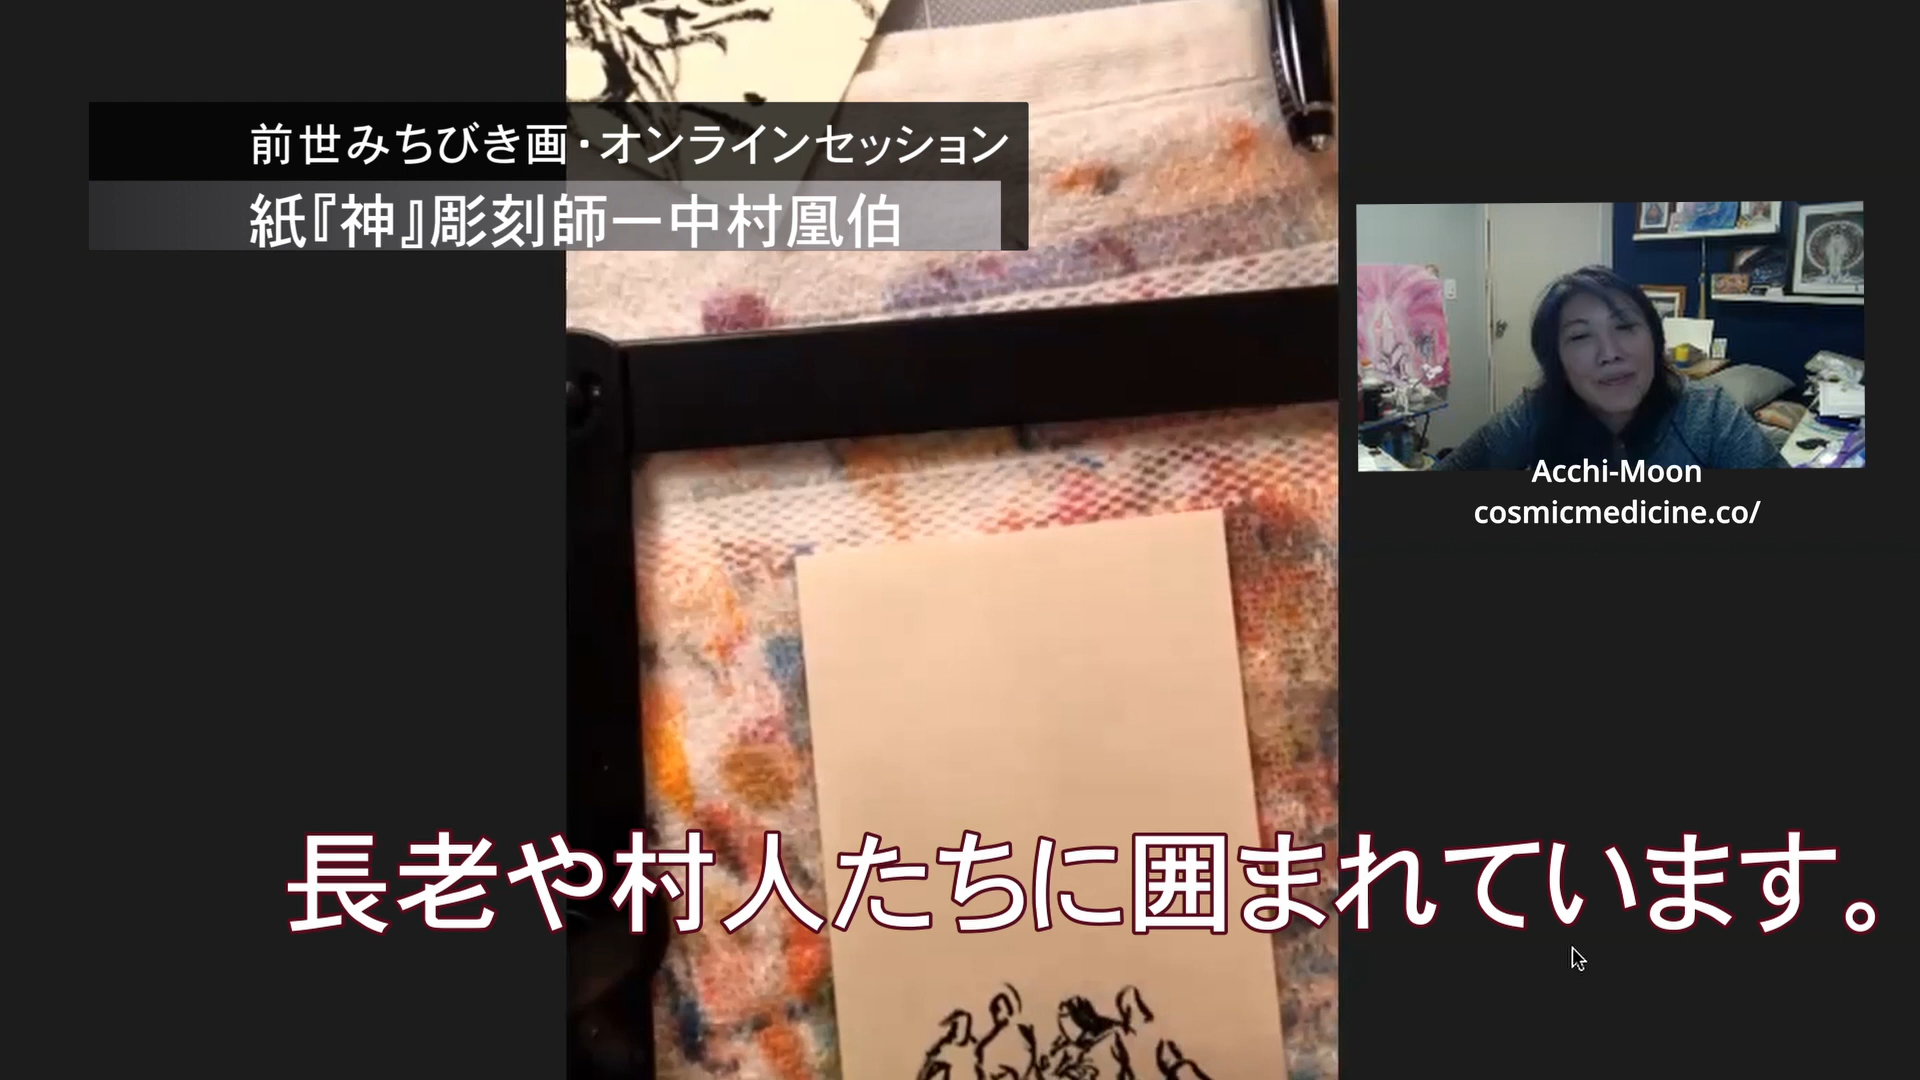 前世みちびき画・オンラインセッション
紙『神』彫刻師ー中村凰伯
Acchi-Moon
cosmicmedicine.co/
長老や村人たちに囲まれています。